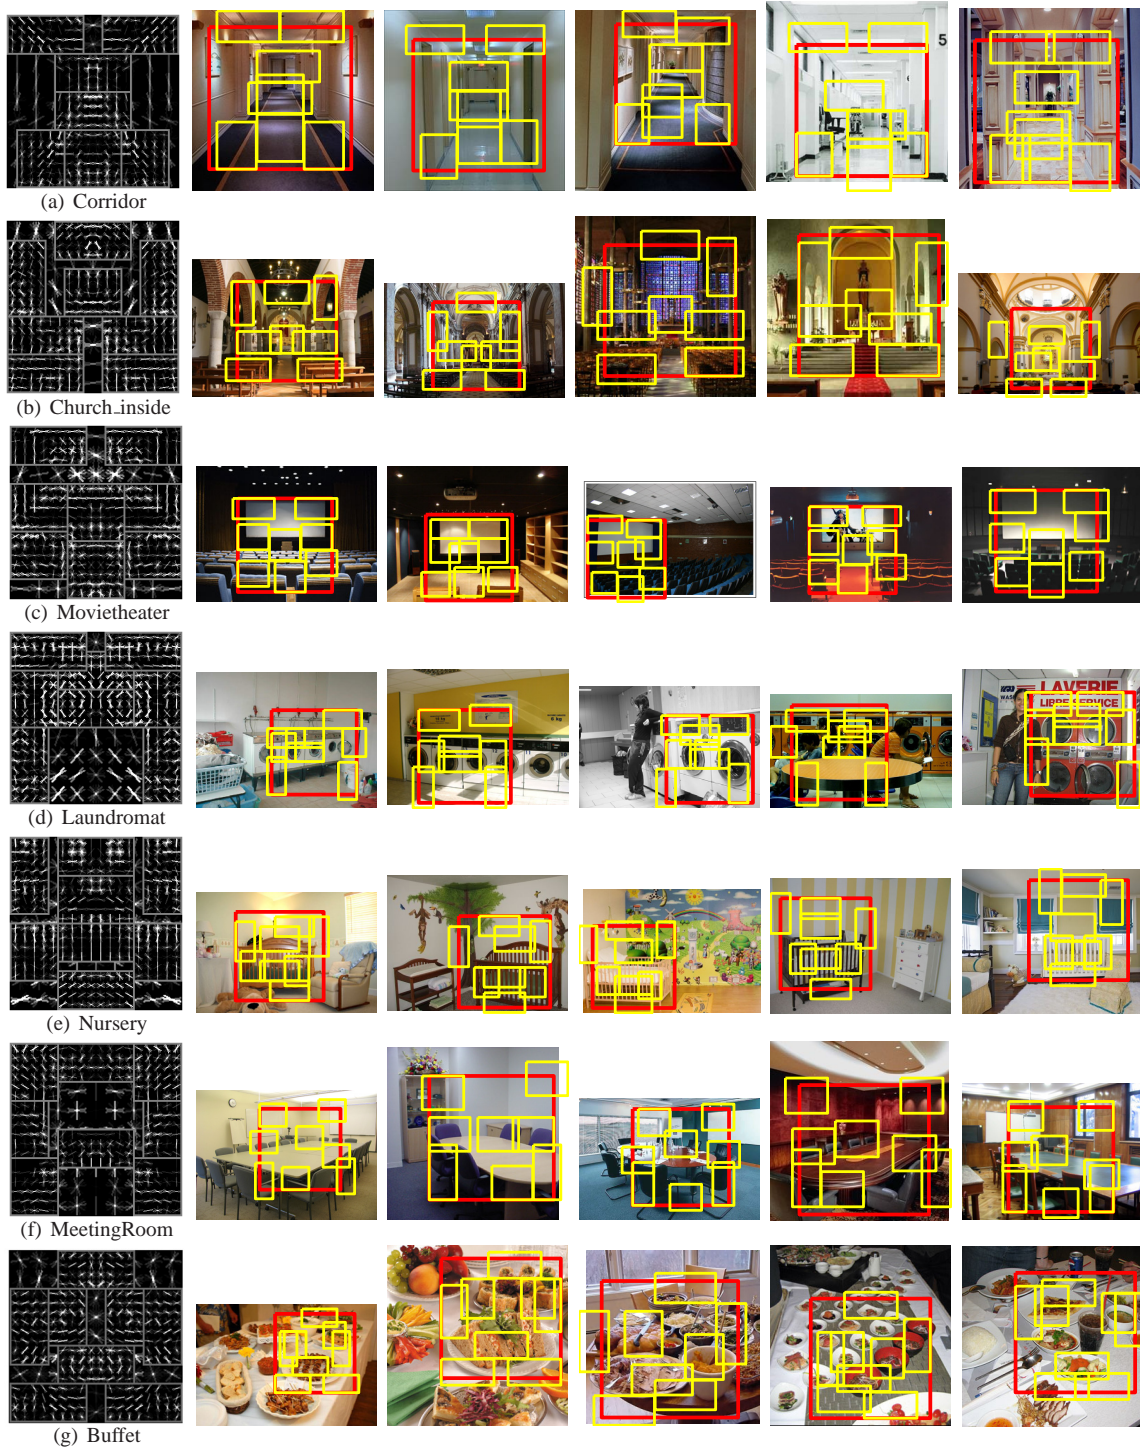 5
(a) Corridor
(b) Church_inside
(c) Movietheater
LAVERIE
LIBRE SERVICE
(d) Laundromat
(e) Nursery
(f) MeetingRoom
(g) Buffet